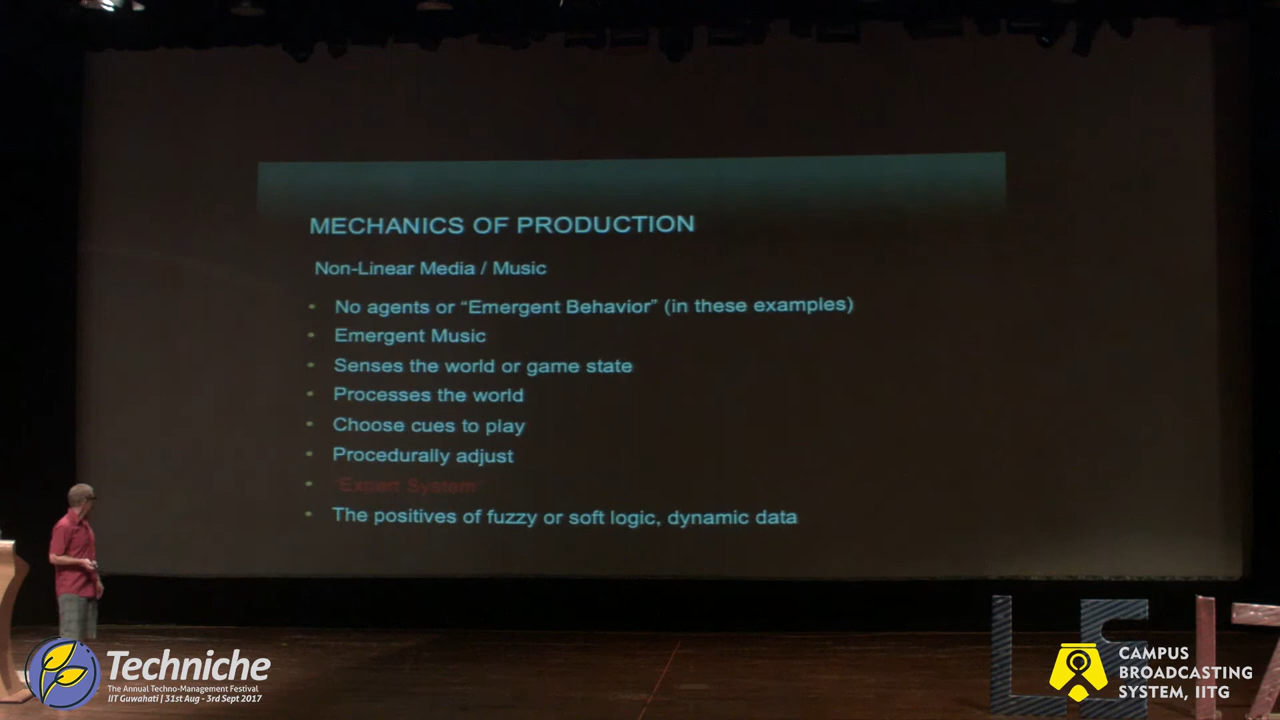 MECHANICS OF PRODUCTION
Non-Linear Media / Music
• No agents or “Emergent Behavior” (in these examples)
• Emergent Music
• Senses the world or game state
• Processes the world
• Choose cues to play
• Procedurally adjust
• "Expert System"
• The positives of fuzzy or soft logic, dynamic data
Techniche
The Annual Techno-Management Festival
IIT Guwahati | 31st Aug - 3rd Sept 2017
CAMPUS
BROADCASTING
SYSTEM, IITG